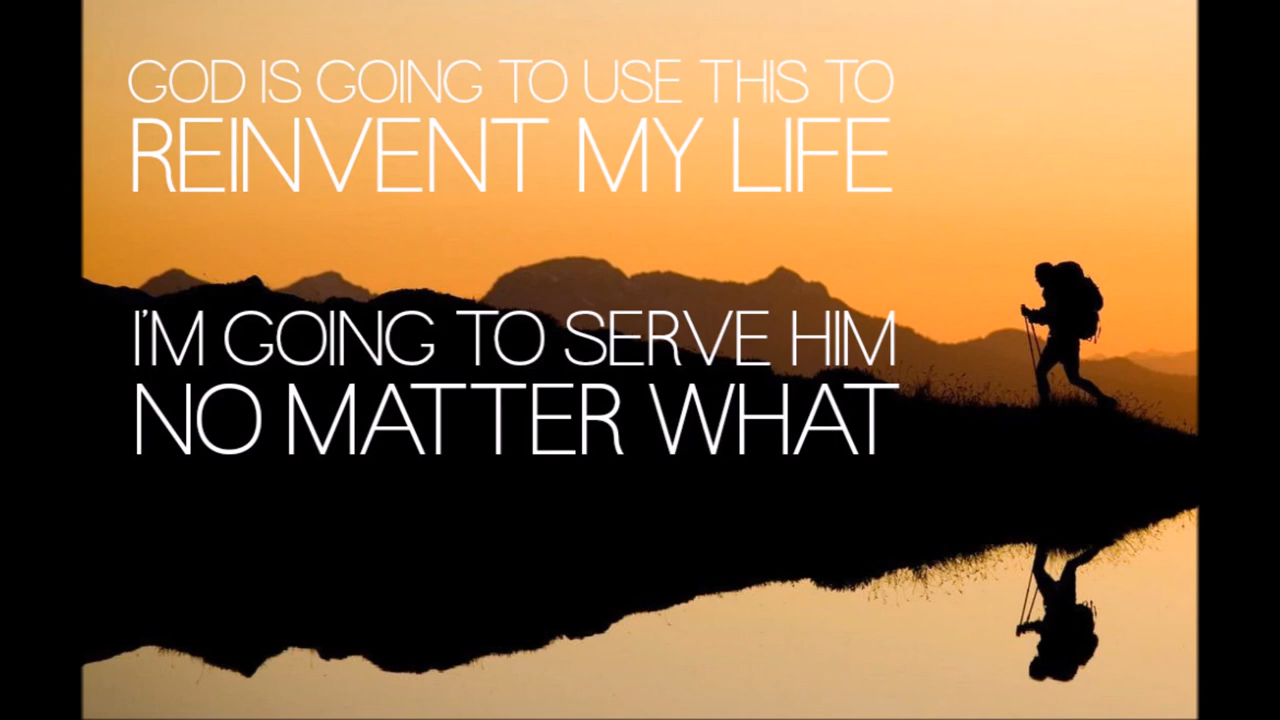 GOD IS GOING TO USE THIS TO
REINVENT MY LIFE
I'M GOING TO SERVE HIM
NO MATTER WHAT